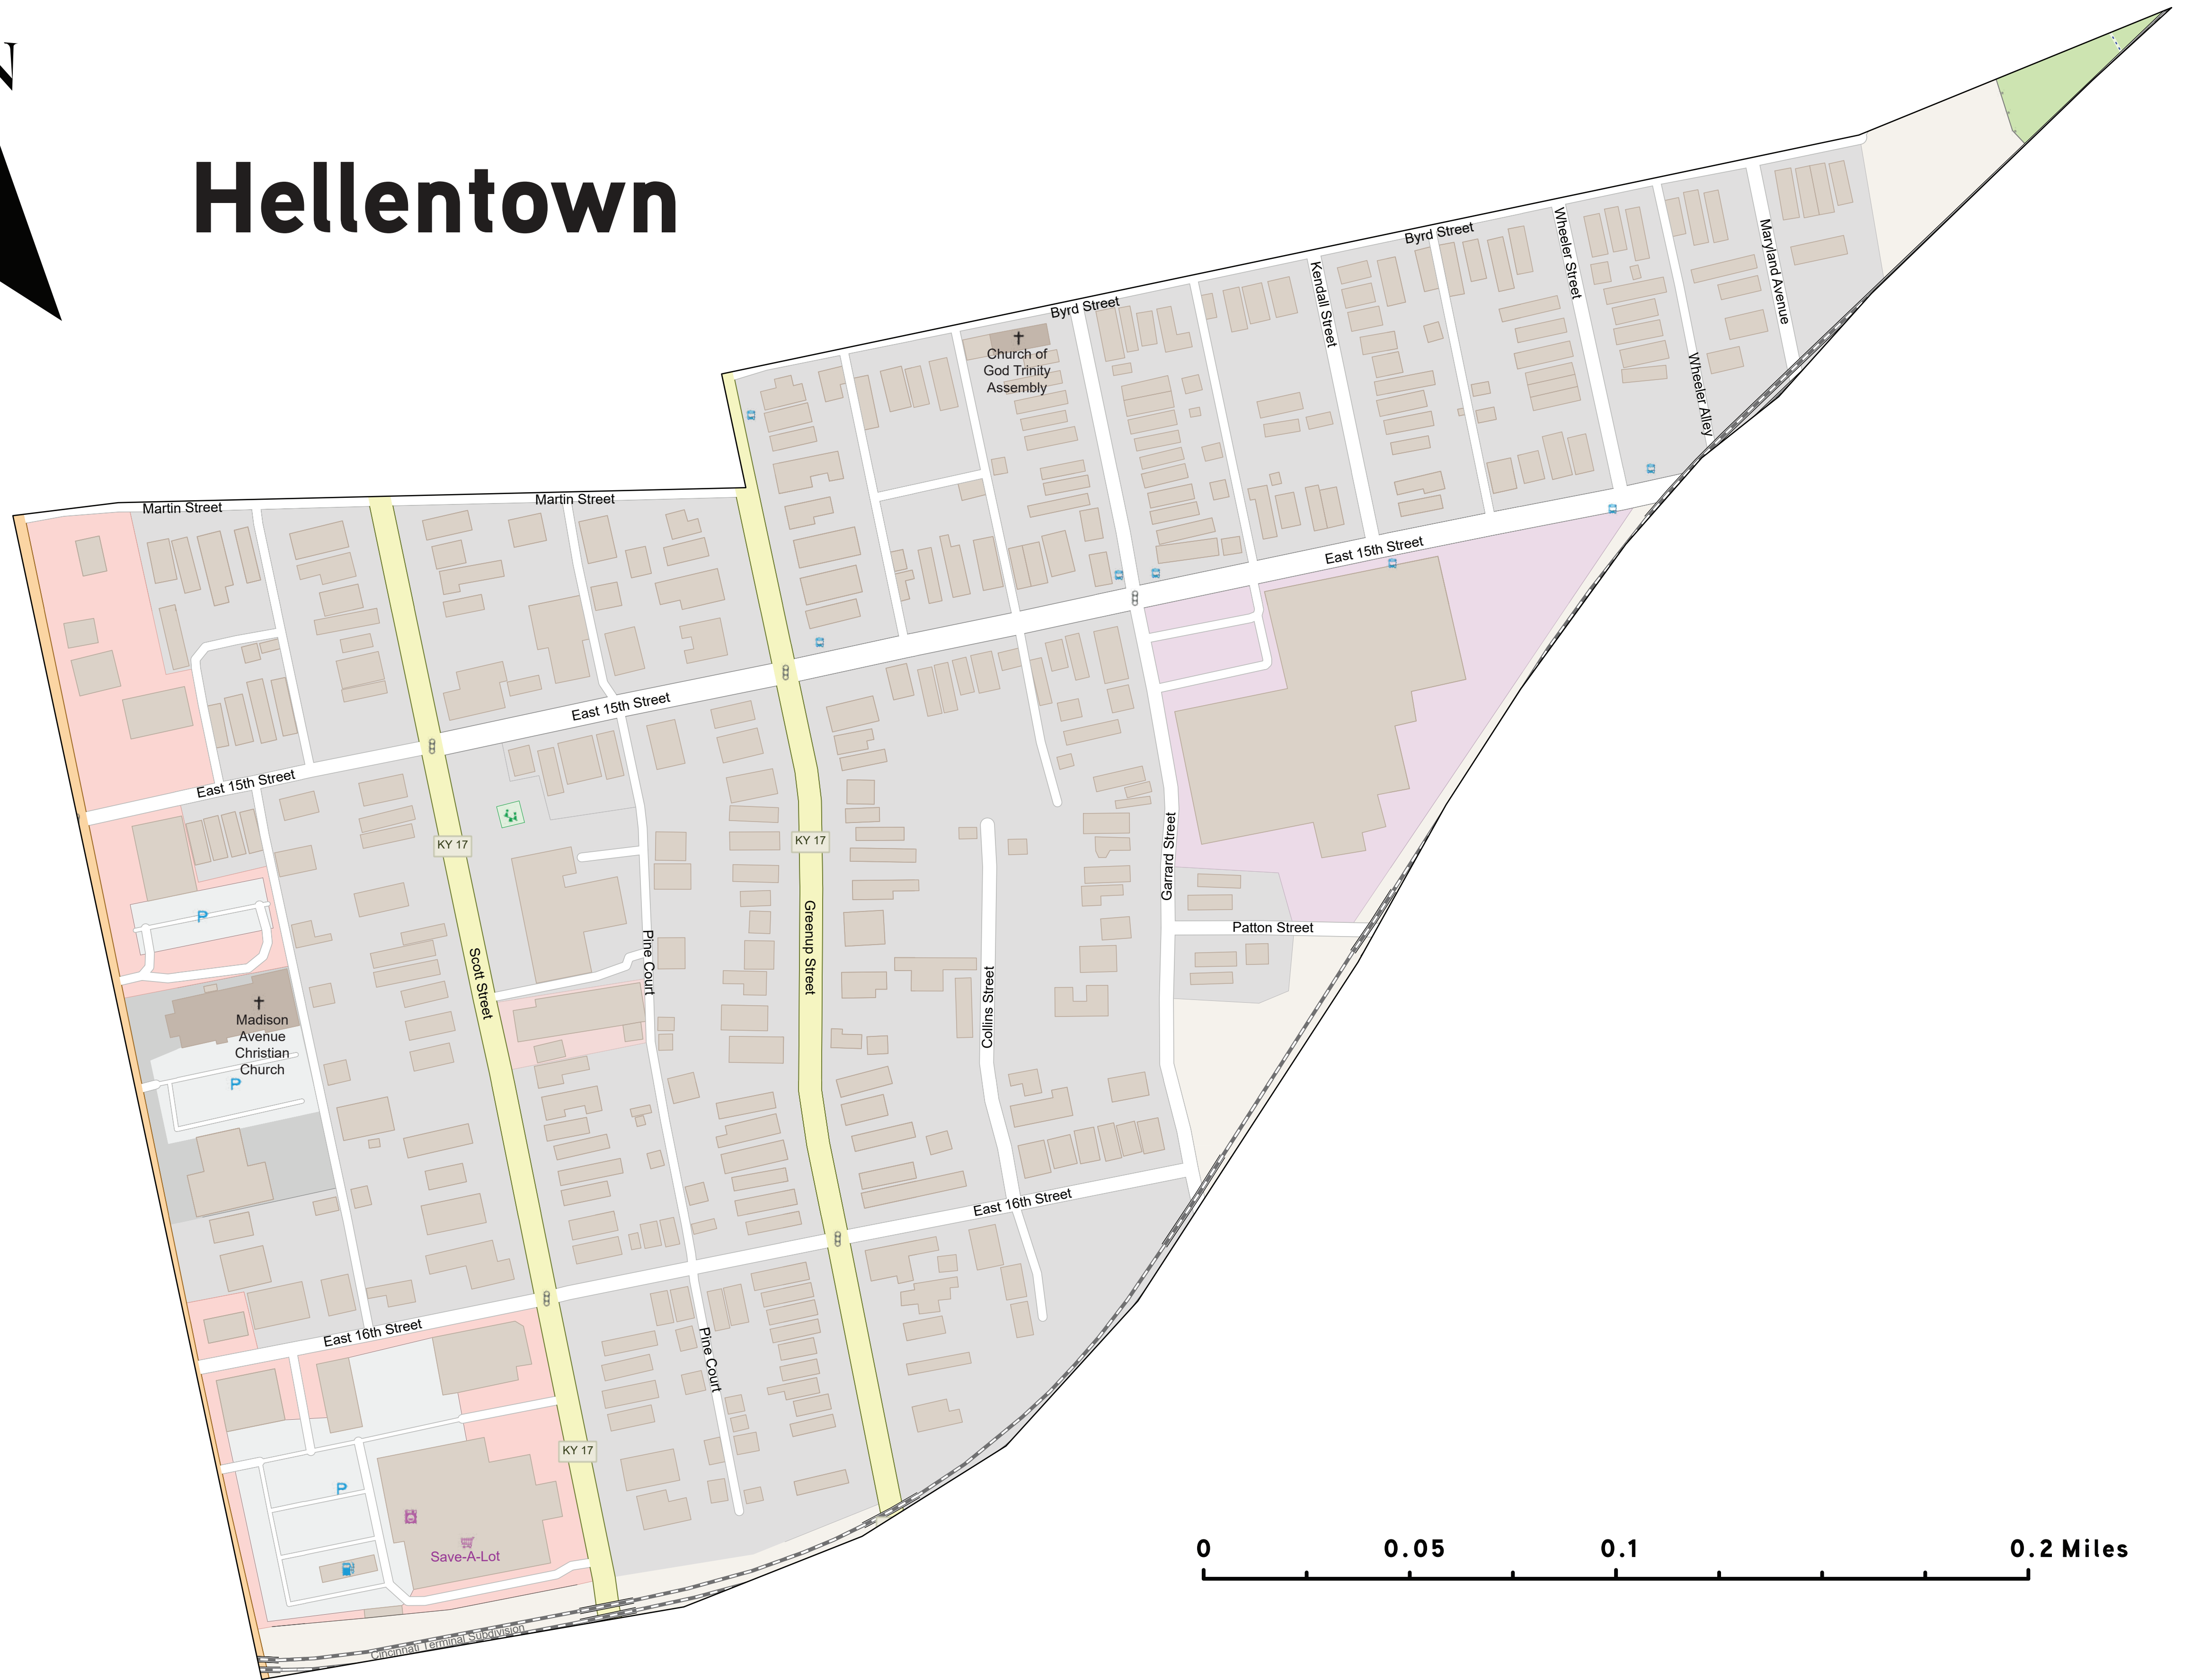 N
Hellentown
Byrd Street
Byrd Street
Wheeler Street
Maryland Avenue
Kendall Street
Church of
God Trinity
Assembly
Wheeler Alley
Martin Street
Martin Street
East 15th Street
East 15th Street
East 15th Street
KY 17
KY 17
Garrard Street
P
Patton Street
Scott Street
Pine Court
Greenup Street
Collins Street
Madison
Avenue
Christian
Church
P
East 16th Street
East 16th Street
Pine Court
KY 17
P
Save-A-Lot
Cincinnati Terminal Subdivision
0 0.05 0.1 0.2 Miles